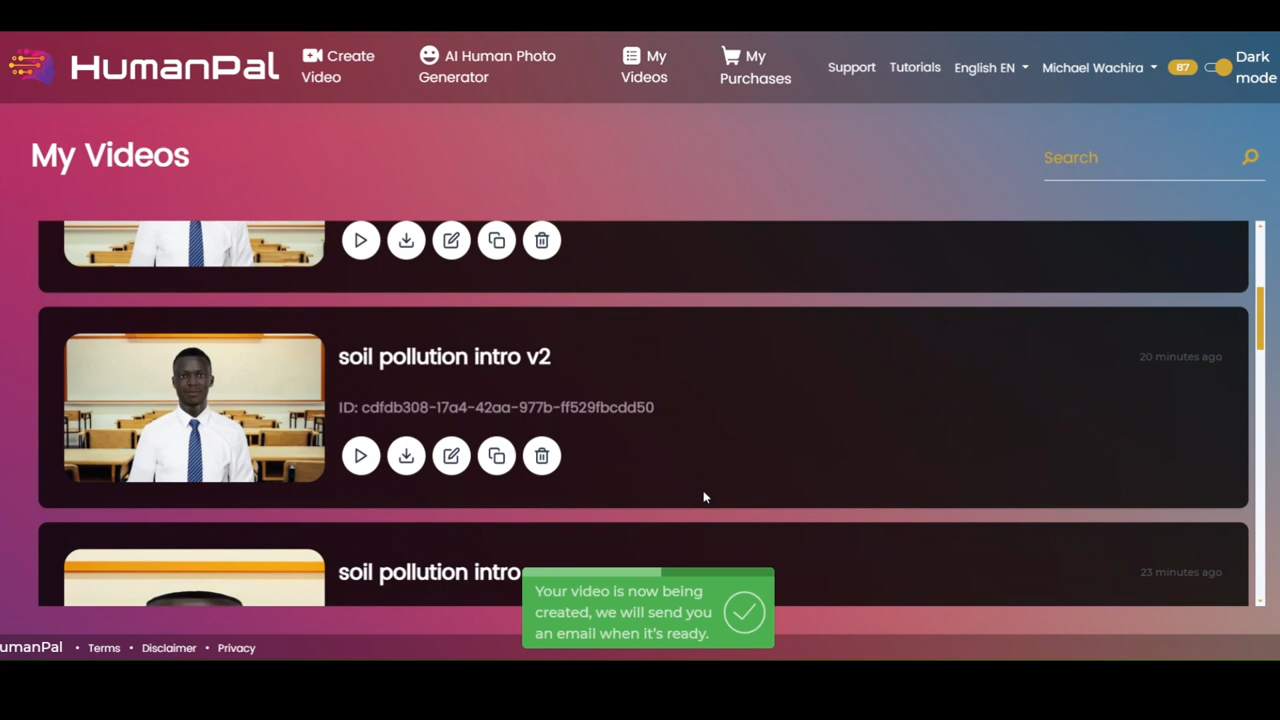 HumanPal
Create
Video
AI Human Photo
Generator
My
Videos
My
Purchases
Support
Tutorials
English EN
Michael Wachira
87
Dark
mode
My Videos
Search
soil pollution intro v2
20 minutes ago
ID: cdfdb308-17a4-42aa-977b-ff529fbcdd50
soil pollution intro
23 minutes ago
Your video is now being
created, we will send you
an email when it's ready.
umanPal • Terms • Disclaimer • Privacy